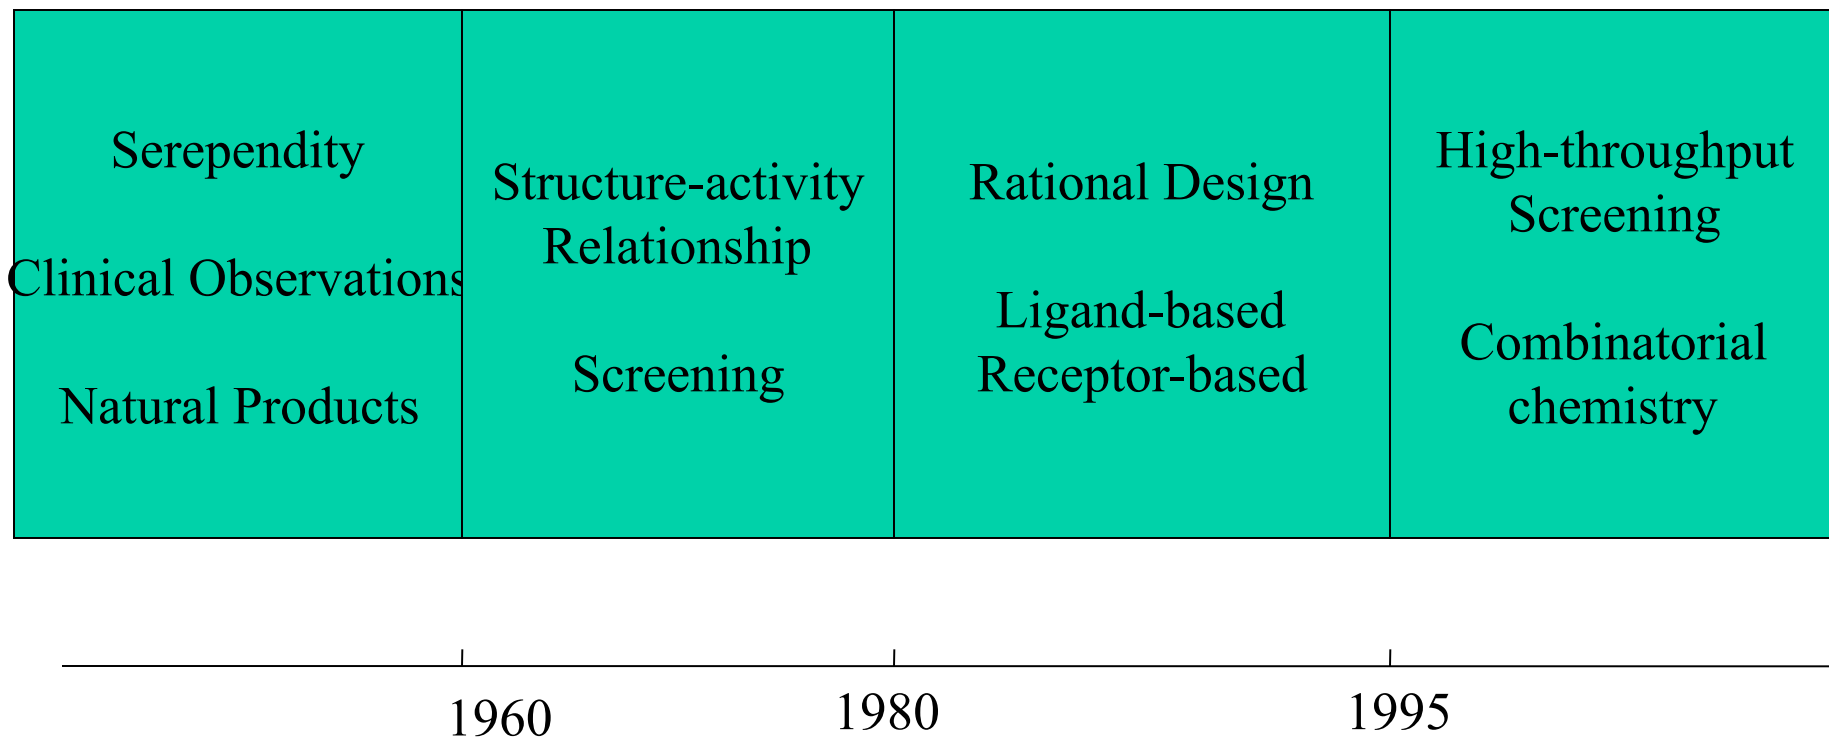 Serependity
Clinical Observations
Natural Products
Structure-activity
Relationship
Screening
Rational Design
Ligand-based
Receptor-based
High-throughput
Screening
Combinatorial
chemistry
1960
1980
1995